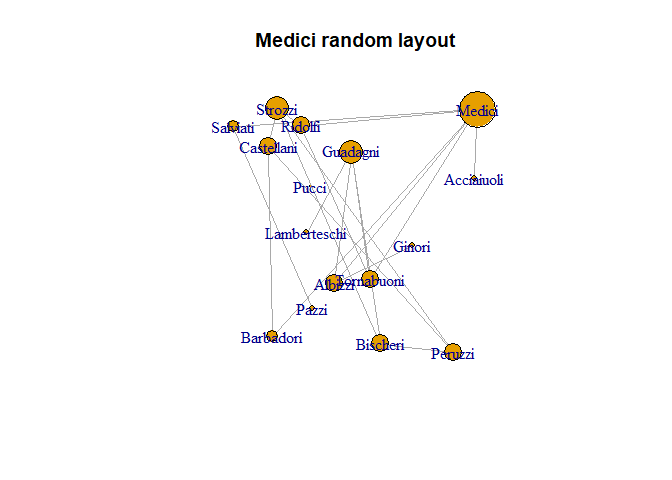 Medici random layout
Strozzi
Medici
Salviati
Ridolfi
Castellani
Guadagni
Acciaiuoli
Pucci
Lamberteschi
Ginori
Albizzi
Tornabuoni
Pazzi
Barbadori
Bischeri
Peruzzi